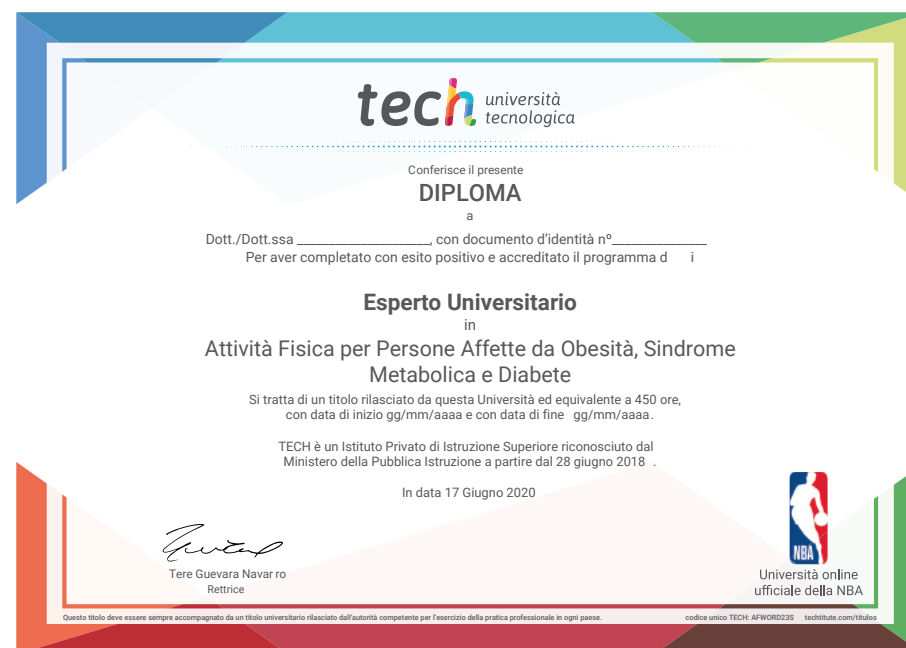 tech università
tecnologica
Conferisce il presente
DIPLOMA
a
Dott./Dott.ssa ____________________, con documento d'identità nº______________
Per aver completato con esito positivo e accreditato il programma d i
Esperto Universitario
in
Attività Fisica per Persone Affette da Obesità, Sindrome
Metabolica e Diabete
Si tratta di un titolo rilasciato da questa Università ed equivalente a 450 ore,
con data di inizio gg/mm/aaaa e con data di fine gg/mm/aaaa.
TECH è un Istituto Privato di Istruzione Superiore riconosciuto dal
Ministero della Pubblica Istruzione a partire dal 28 giugno 2018 .
In data 17 Giugno 2020
Tere Guevara Navar ro
Rettrice
NBA
Università online
ufficiale della NBA
Questo titolo deve essere sempre accompagnato da un titolo universitario rilasciato dall'autorità competente per l'esercizio della pratica professionale in ogni paese. codice unico TECH: AFWORD23S techtitute.com/titulos